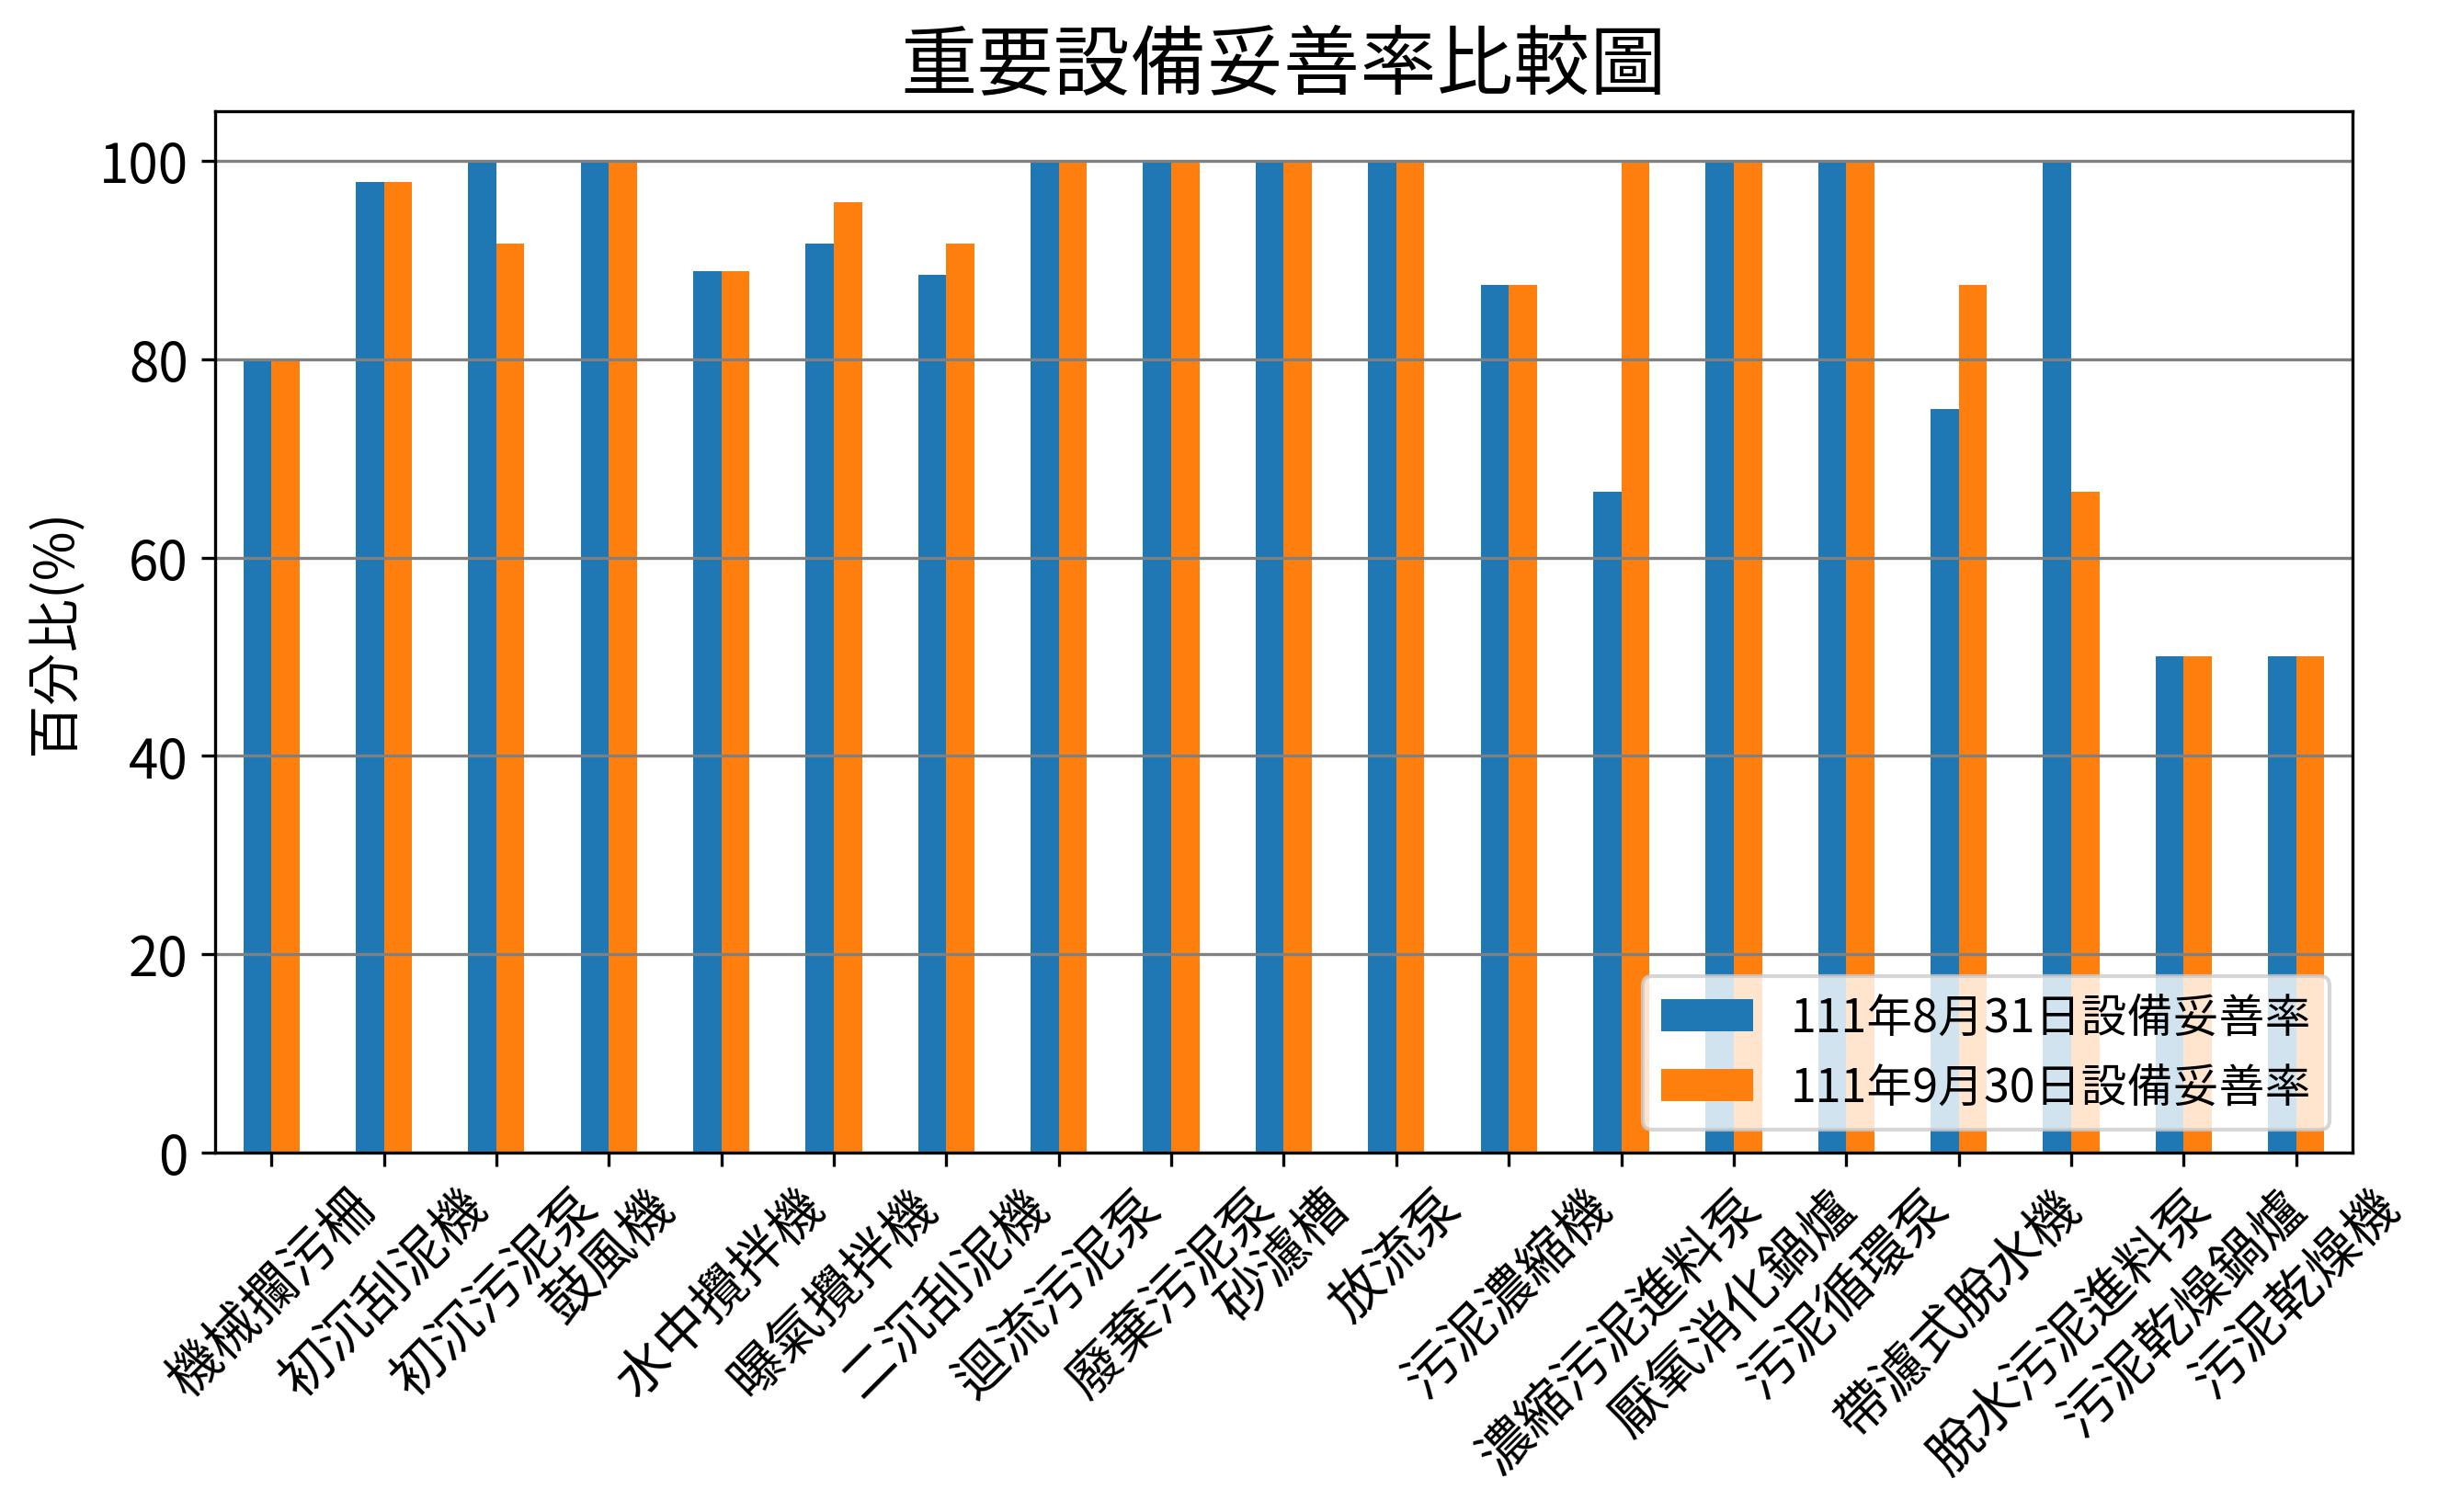 重要設備妥善率比較圖
百分比(%)
100
80
60
40
20
0
111年8月31日設備妥善率
111年9月30日設備妥善率
機械攔污柵
初沉刮泥機
初沉污泥泵
鼓風機
水中攪拌機
曝氣攪拌機
二沉刮泥機
迴流污泥泵
廢棄污泥泵
砂濾槽
放流泵
污泥濃縮機
濃縮污泥進料泵
厭氧消化鍋爐
污泥循環泵
帶濾式脫水機
脫水污泥進料泵
污泥乾燥鍋爐
污泥乾燥機